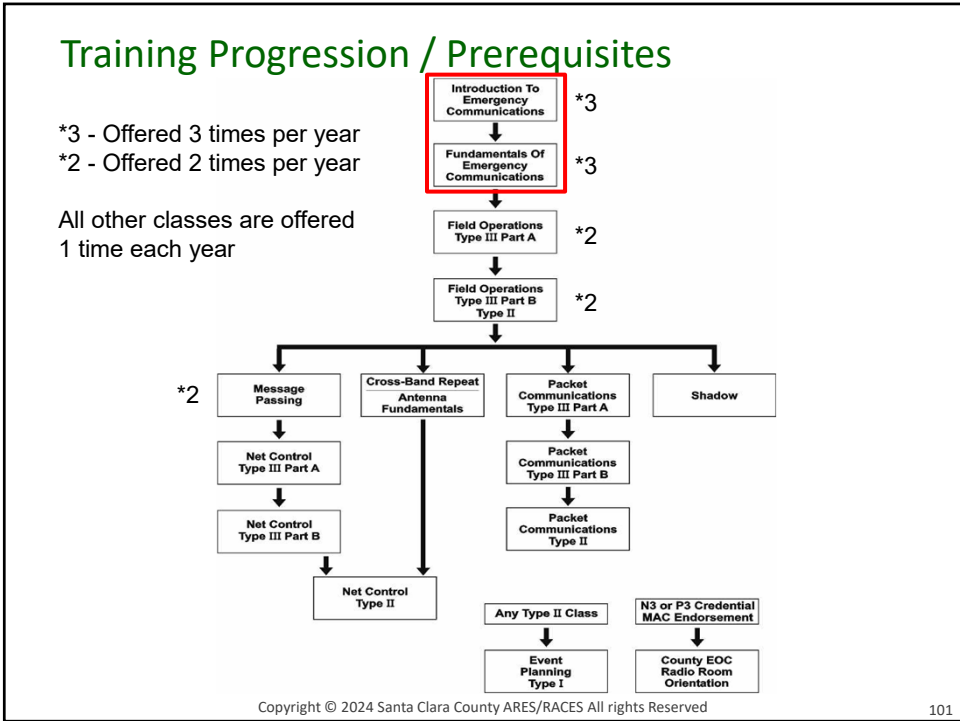 Training Progression / Prerequisites
*3 - Offered 3 times per year
*2 - Offered 2 times per year
All other classes are offered
1 time each year
Introduction To
Emergency
Communications
*3
Fundamentals Of
Emergency
Communications
*3
Field Operations
Type III Part A
*2
Field Operations
Type III Part B
Type II
*2
*2
Message
Passing
Cross-Band Repeat
Antenna
Fundamentals
Packet
Communications
Type III Part A
Shadow
Net Control
Type III Part A
Packet
Communications
Type III Part B
Net Control
Type III Part B
Packet
Communications
Type II
Net Control
Type II
Any Type II Class
N3 or P3 Credential
MAC Endorsement
Event
Planning
Type I
County EOC
Radio Room
Orientation
Copyright © 2024 Santa Clara County ARES/RACES All rights Reserved
101